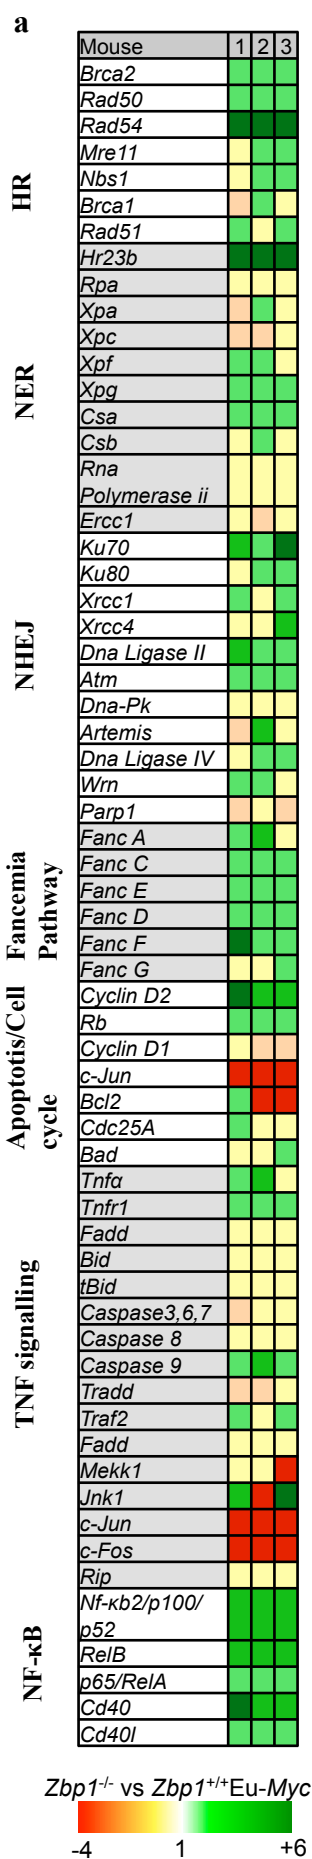 a
Mouse 1 2 3
HR
Brca2
Rad50
Rad54
Mre11
Nbs1
Brca1
Rad51
NER
Hr23b
Rpa
Xpa
Xpc
Xpf
Xpg
Csa
Csb
Rna
Polymerase ii
Ercc1
NHEJ
Ku70
Ku80
Xrcc1
Xrcc4
Dna Ligase II
Atm
Dna-Pk
Artemis
Dna Ligase IV
Wrn
Parp1
Fancemia
Pathway
Fanc A
Fanc C
Fanc E
Fanc D
Fanc F
Fanc G
Apoptotis/Cell
cycle
Cyclin D2
Rb
Cyclin D1
c-Jun
Bcl2
Cdc25A
Bad
TNF signalling
Tnfα
Tnfr1
Fadd
Bid
tBid
Caspase3,6,7
Caspase 8
Caspase 9
Tradd
Traf2
Fadd
Mekk1
Jnk1
c-Jun
c-Fos
Rip
NF-κB
Nf-κb2/p100/
p52
RelB
p65/RelA
Cd40
Cd40l
Zbp1-/- vs Zbp1+/+Eu-Myc
-4 1 +6